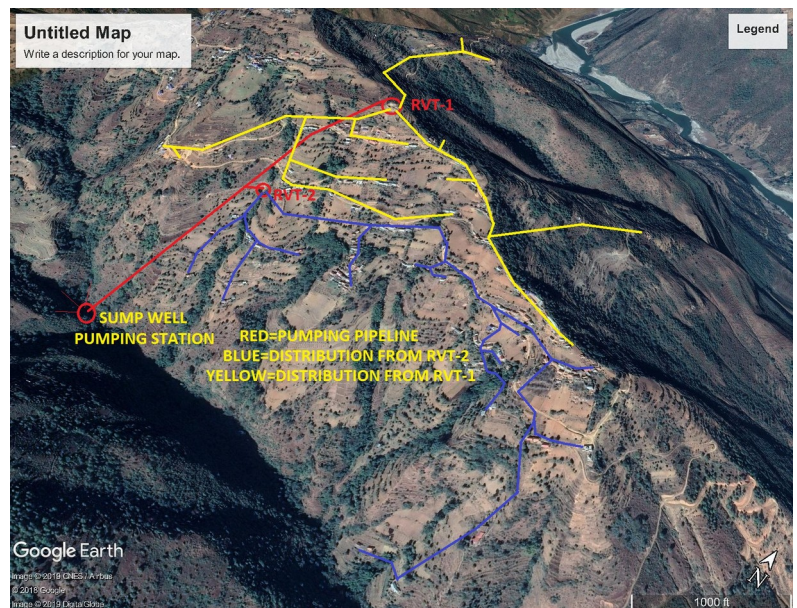 Untitled Map
Write a description for your map.
Legend
RVT-1
RVT-2
SUMP WELL
PUMPING STATION
RED=PUMPING PIPELINE
BLUE=DISTRIBUTION FROM RVT-2
YELLOW=DISTRIBUTION FROM RVT-1
Google Earth
Image © 2019 CNES / Airbus
© 2018 Google
Image © 2019 DigitalGlobe
1000 ft
N